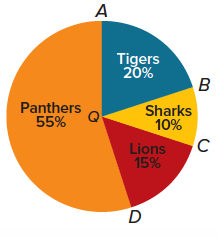 A
Tigers
20%
B
Panthers
55%
Q
Sharks
10%
C
Lions
15%
D